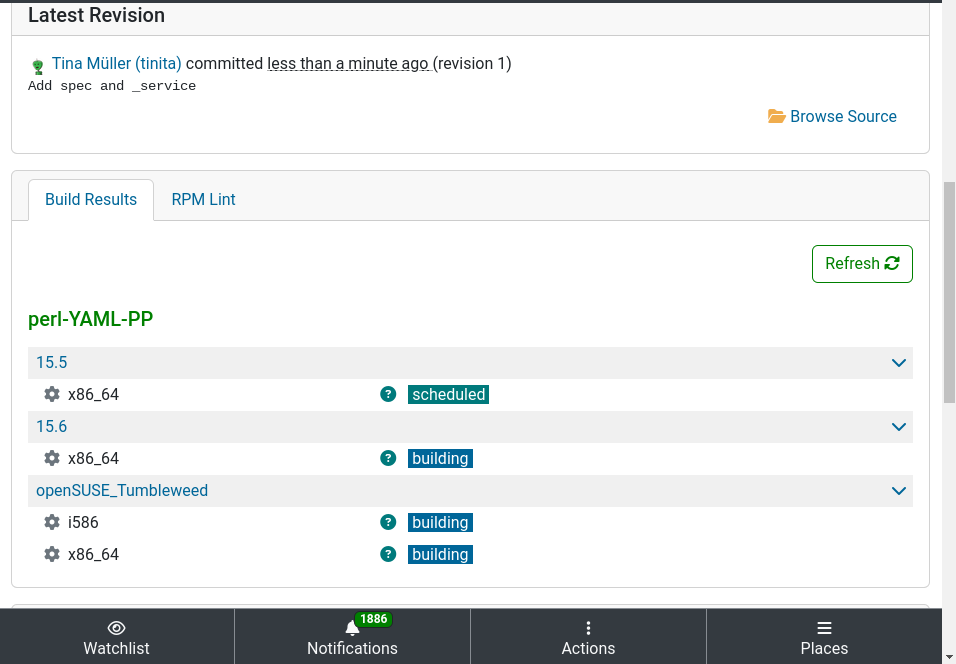 Latest Revision
Tina Müller (tinita) committed less than a minute ago (revision 1)
Add spec and _service
Browse Source
Build Results RPM Lint
Refresh
perl-YAML-PP
15.5
x86_64 ? scheduled
15.6
x86_64 ? building
openSUSE_Tumbleweed
i586 ? building
x86_64 ? building
1886
Watchlist Notifications Actions Places